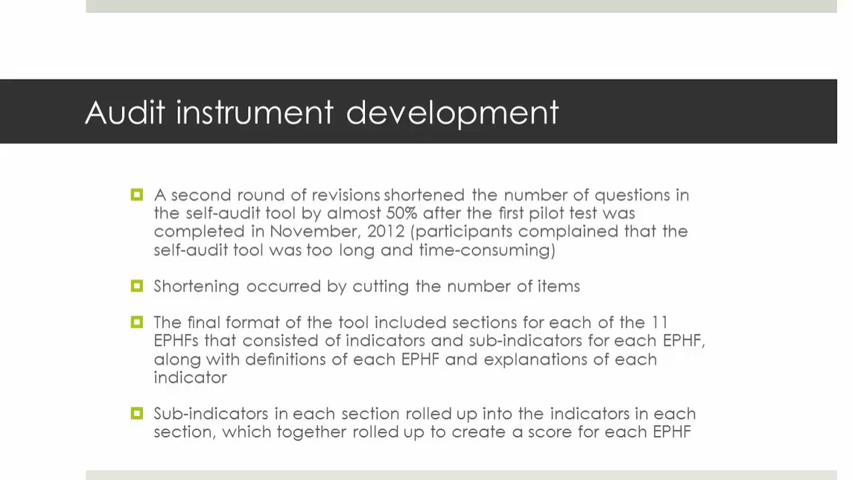 Audit instrument development
A second round of revisions shortened the number of questions in
the self-audit tool by almost 50% after the first pilot test was
completed in November, 2012 (participants complained that the
self-audit tool was too long and time-consuming)
Shortening occurred by cutting the number of items
The final format of the tool included sections for each of the 11
EPHFs that consisted of indicators and sub-indicators for each EPHF,
along with definitions of each EPHF and explanations of each
indicator
Sub-indicators in each section rolled up into the indicators in each
section, which together rolled up to create a score for each EPHF